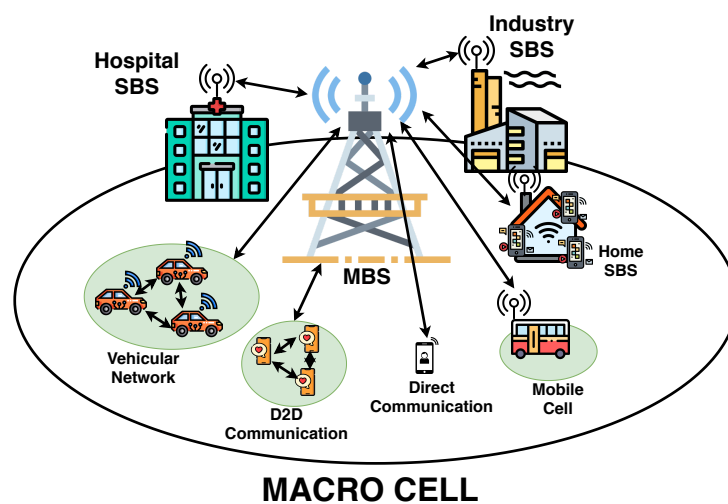 Industry
SBS
Hospital
SBS
Home
SBS
MBS
Vehicular
Network
D2D
Communication
Direct
Communication
Mobile
Cell
MACRO CELL